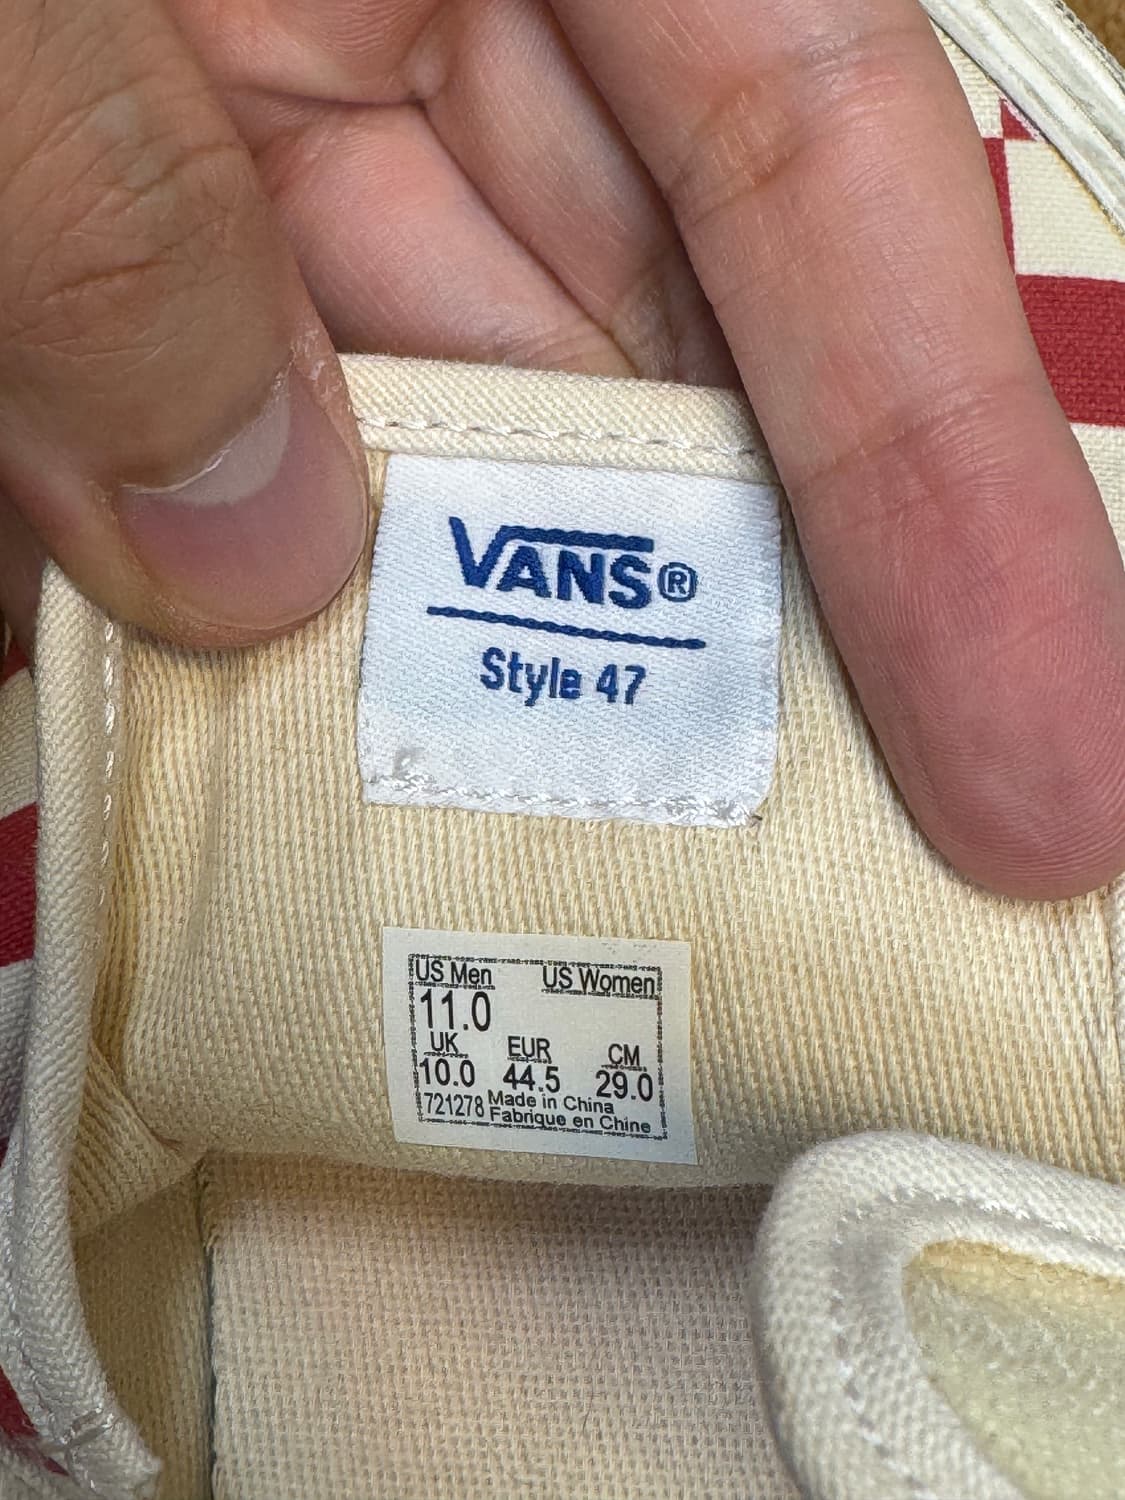 VANS®
Style 47
US Men US Women
11.0
UK EUR CM
10.0 44.5 29.0
721278 Made in China
Fabrique en Chine